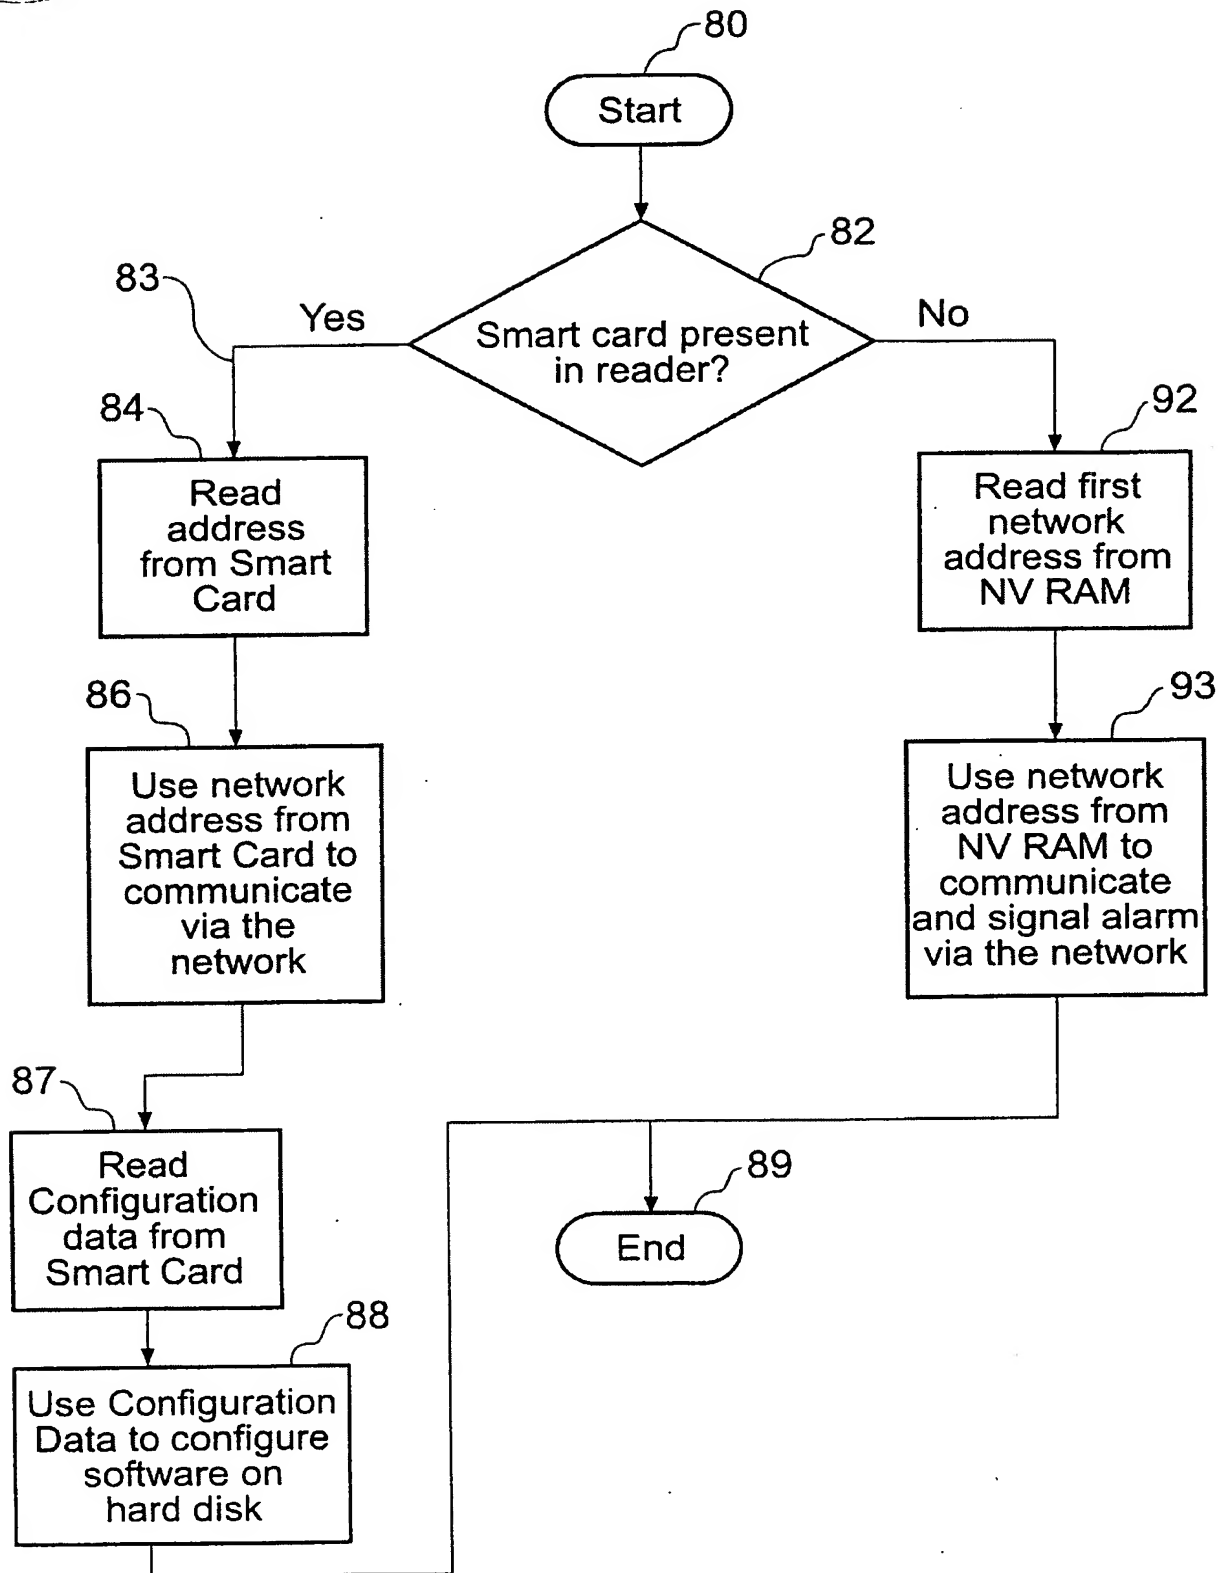 80
Start
82
Smart card present
in reader?
Yes
No
83
84
Read
address
from Smart
Card
92
Read first
network
address from
NV RAM
86
Use network
address from
Smart Card to
communicate
via the
network
93
Use network
address from
NV RAM to
communicate
and signal alarm
via the network
87
Read
Configuration
data from
Smart Card
89
End
88
Use Configuration
Data to configure
software on
hard disk